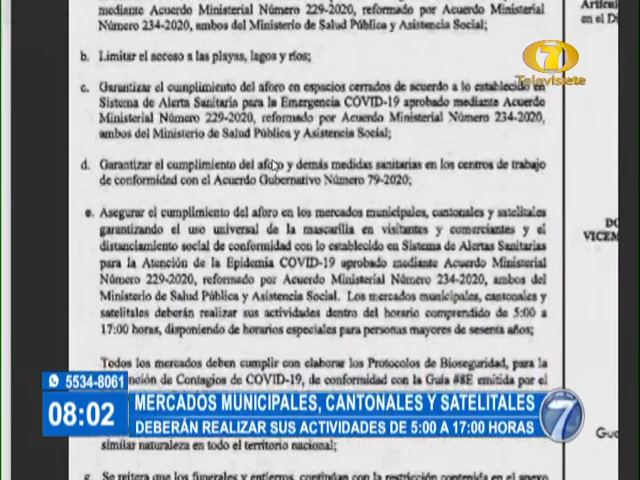 mediante Acuerdo Ministerial Número 229-2020, reformado por Acuerdo Ministerial
Número 234-2020, ambos del Ministerio de Salud Pública y Asistencia Social;
b. Limitar el acceso a las playas, lagos y ríos;
c. Garantizar el cumplimiento del aforo en espacios cerrados de acuerdo a lo establecido en
Sistema de Alerta Sanitaria para la Emergencia COVID-19 aprobado mediante Acuerdo
Ministerial Número 229-2020, reformado por Acuerdo Ministerial Número 234-2020,
ambos del Ministerio de Salud Pública y Asistencia Social;
d. Garantizar el cumplimiento del aforo y demás medidas sanitarias en los centros de trabajo
de conformidad con el Acuerdo Gubernativo Número 79-2020;
e. Asegurar el cumplimiento del aforo en los mercados municipales, cantonales y satelitales
garantizando el uso universal de la mascarilla en visitantes y comerciantes y el
distanciamiento social de conformidad con lo establecido en Sistema de Alertas Sanitarias
para la Atención de la Epidemia COVID-19 aprobado mediante Acuerdo Ministerial
Número 229-2020, reformado por Acuerdo Ministerial Número 234-2020, ambos del
Ministerio de Salud Pública y Asistencia Social. Los mercados municipales, cantonales y
satelitales deberán realizar sus actividades dentro del horario comprendido de 5:00 a
17:00 horas, disponiendo de horarios especiales para personas mayores de sesenta años;
Todos los mercados deben cumplir con elaborar los Protocolos de Bioseguridad, para la
nción de Contagios de COVID-19, de conformidad con la Guía #SE emitida por el
similar naturaleza en todo el territorio nacional;
g. Se reitera que los funerales y entierros, continúan con la restricción contenida en el anexo
Artícul
en el Di
DO
VICEM
Guc
7
Televisiete
5534-8061
08:02
MERCADOS MUNICIPALES, CANTONALES Y SATELITALES
DEBERÁN REALIZAR SUS ACTIVIDADES DE 5:00 A 17:00 HORAS
7